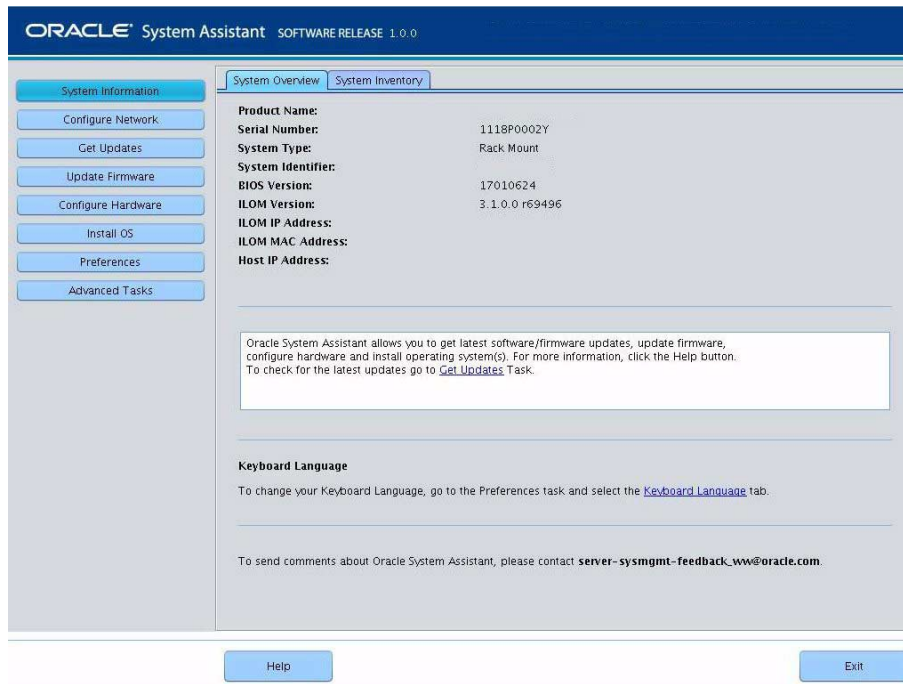 ORACLE System Assistant SOFTWARE RELEASE 1.0.0
System Information
Configure Network
Get Updates
Update Firmware
Configure Hardware
Install OS
Preferences
Advanced Tasks
System Overview
System Inventory
Product Name:
Serial Number: 1118P0002Y
System Type: Rack Mount
System Identifier:
BIOS Version: 17010624
ILOM Version: 3.1.0.0 r69496
ILOM IP Address:
ILOM MAC Address:
Host IP Address:
Oracle System Assistant allows you to get latest software/firmware updates, update firmware,
configure hardware and install operating system(s). For more information, click the Help button.
To check for the latest updates go to Get Updates Task.
Keyboard Language
To change your Keyboard Language, go to the Preferences task and select the Keyboard Language tab.
To send comments about Oracle System Assistant, please contact server-sysmgmt-feedback_ww@oracle.com.
Help
Exit